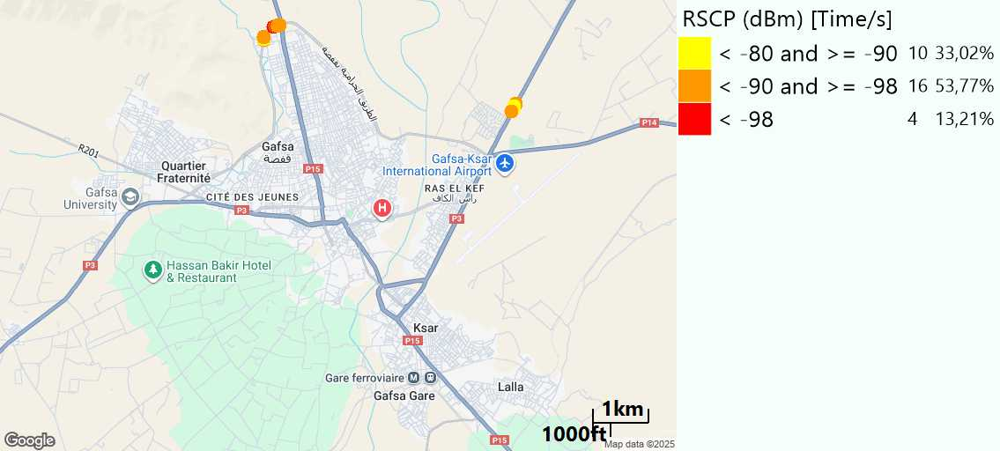 RSCP (dBm) [Time/s]
< -80 and >= -90 10 33,02%
< -90 and >= -98 16 53,77%
< -98 4 13,21%
الطريق الحزامية بقفصة
P14
R201
Gafsa
قفصة
Quartier
Fraternité
P15
Gafsa-Ksar
International Airport
RAS EL KEF
راس الكاف
Gafsa
University
CITÉ DES JEUNES
P3
H
P3
P3
Hassan Bakir Hotel
& Restaurant
Ksar
P15
Gare ferroviaire
M
Gafsa Gare
Lalla
P15
1km
1000ft
Google
Map data ©2025